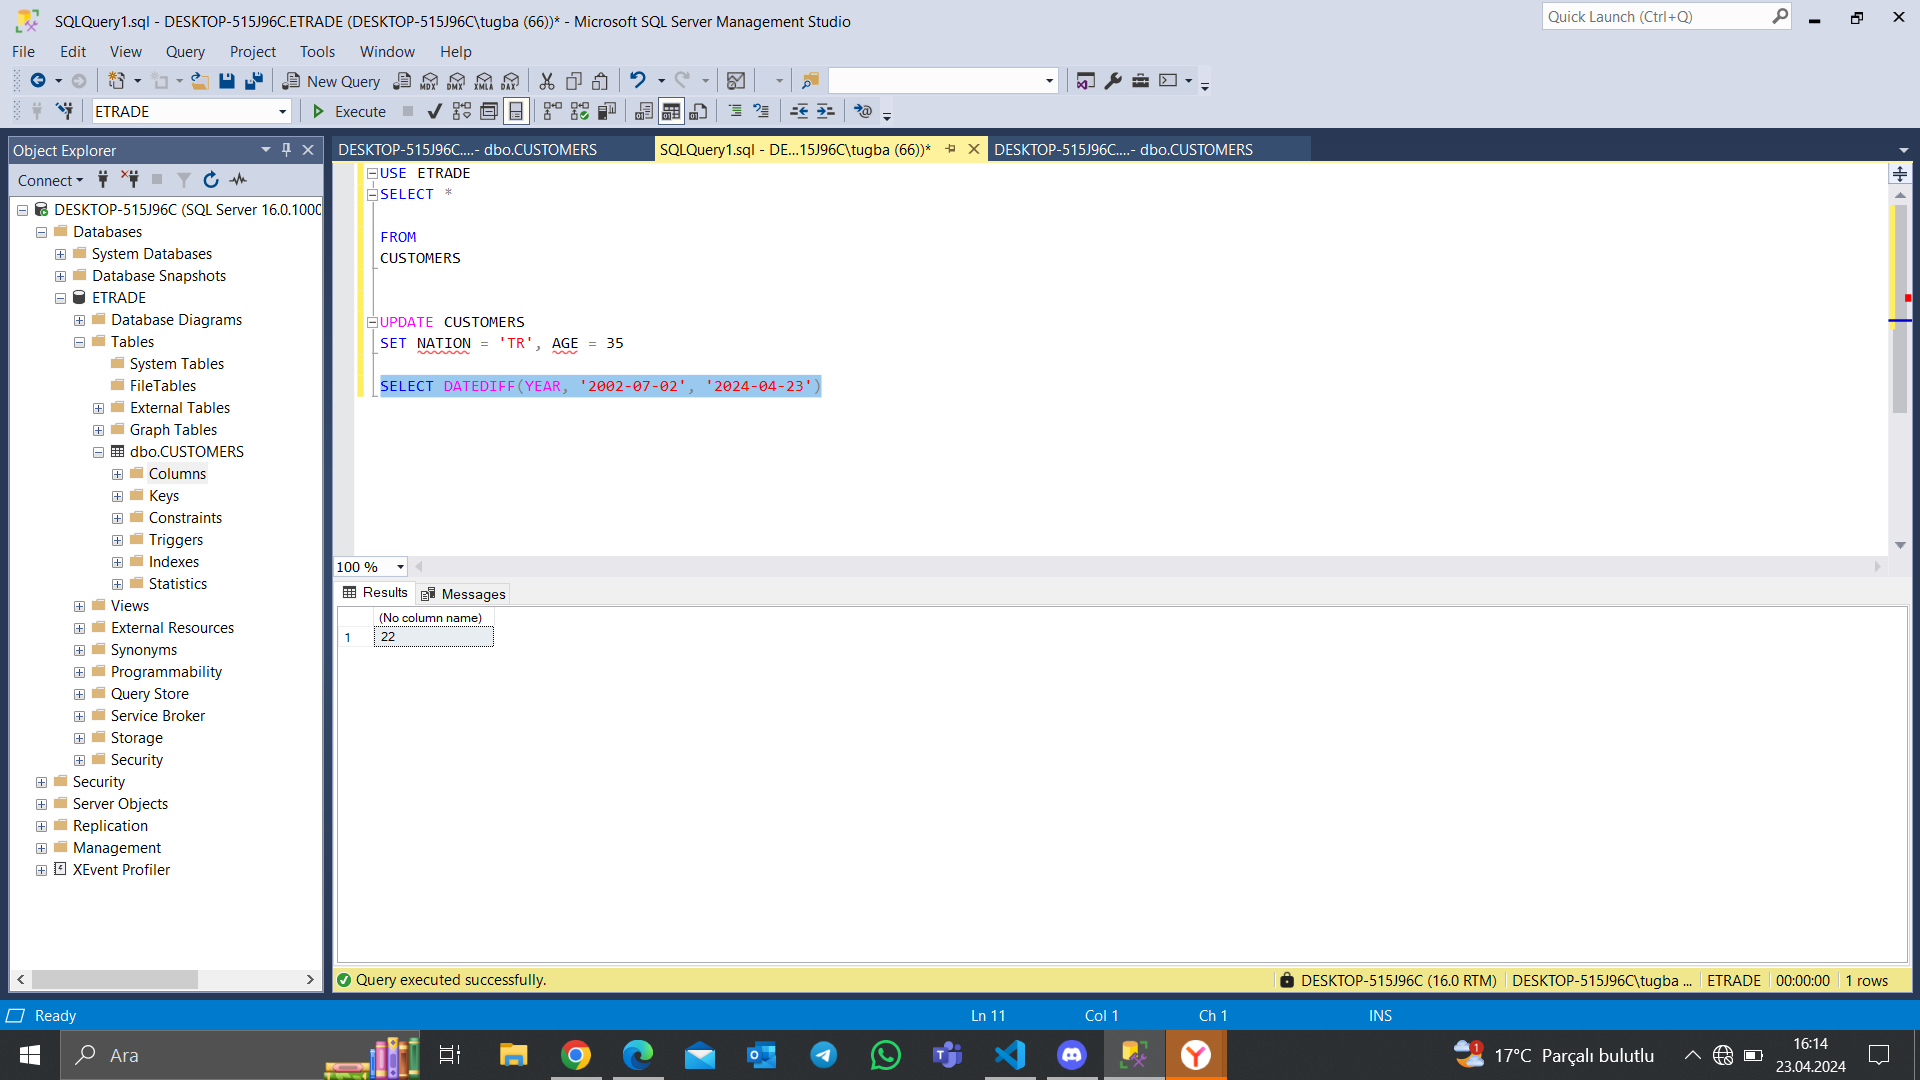 SQLQuery1.sql - DESKTOP-515J96C.ETRADE (DESKTOP-515J96C\tugba (66))* - Microsoft SQL Server Management Studio
Quick Launch (Ctrl+Q)
File Edit View Query Project Tools Window Help
New Query MDX DMX XMLA DAX
ETRADE Execute
Object Explorer
DESKTOP-515J96C....- dbo.CUSTOMERS
SQLQuery1.sql - DE...15J96C\tugba (66))*
DESKTOP-515J96C....- dbo.CUSTOMERS
Connect
DESKTOP-515J96C (SQL Server 16.0.1000
Databases
System Databases
Database Snapshots
ETRADE
Database Diagrams
Tables
System Tables
FileTables
External Tables
Graph Tables
dbo.CUSTOMERS
Columns
Keys
Constraints
Triggers
Indexes
Statistics
Views
External Resources
Synonyms
Programmability
Query Store
Service Broker
Storage
Security
Security
Server Objects
Replication
Management
XEvent Profiler
USE ETRADE
SELECT *
FROM
CUSTOMERS
UPDATE CUSTOMERS
SET NATION = 'TR', AGE = 35
SELECT DATEDIFF(YEAR, '2002-07-02', '2024-04-23')
100 %
Results Messages
(No column name)
1 22
Query executed successfully.
DESKTOP-515J96C (16.0 RTM) DESKTOP-515J96C\tugba ... ETRADE 00:00:00 1 rows
Ready Ln 11 Col 1 Ch 1 INS
Ara
1
17°C Parçalı bulutlu
16:14
23.04.2024